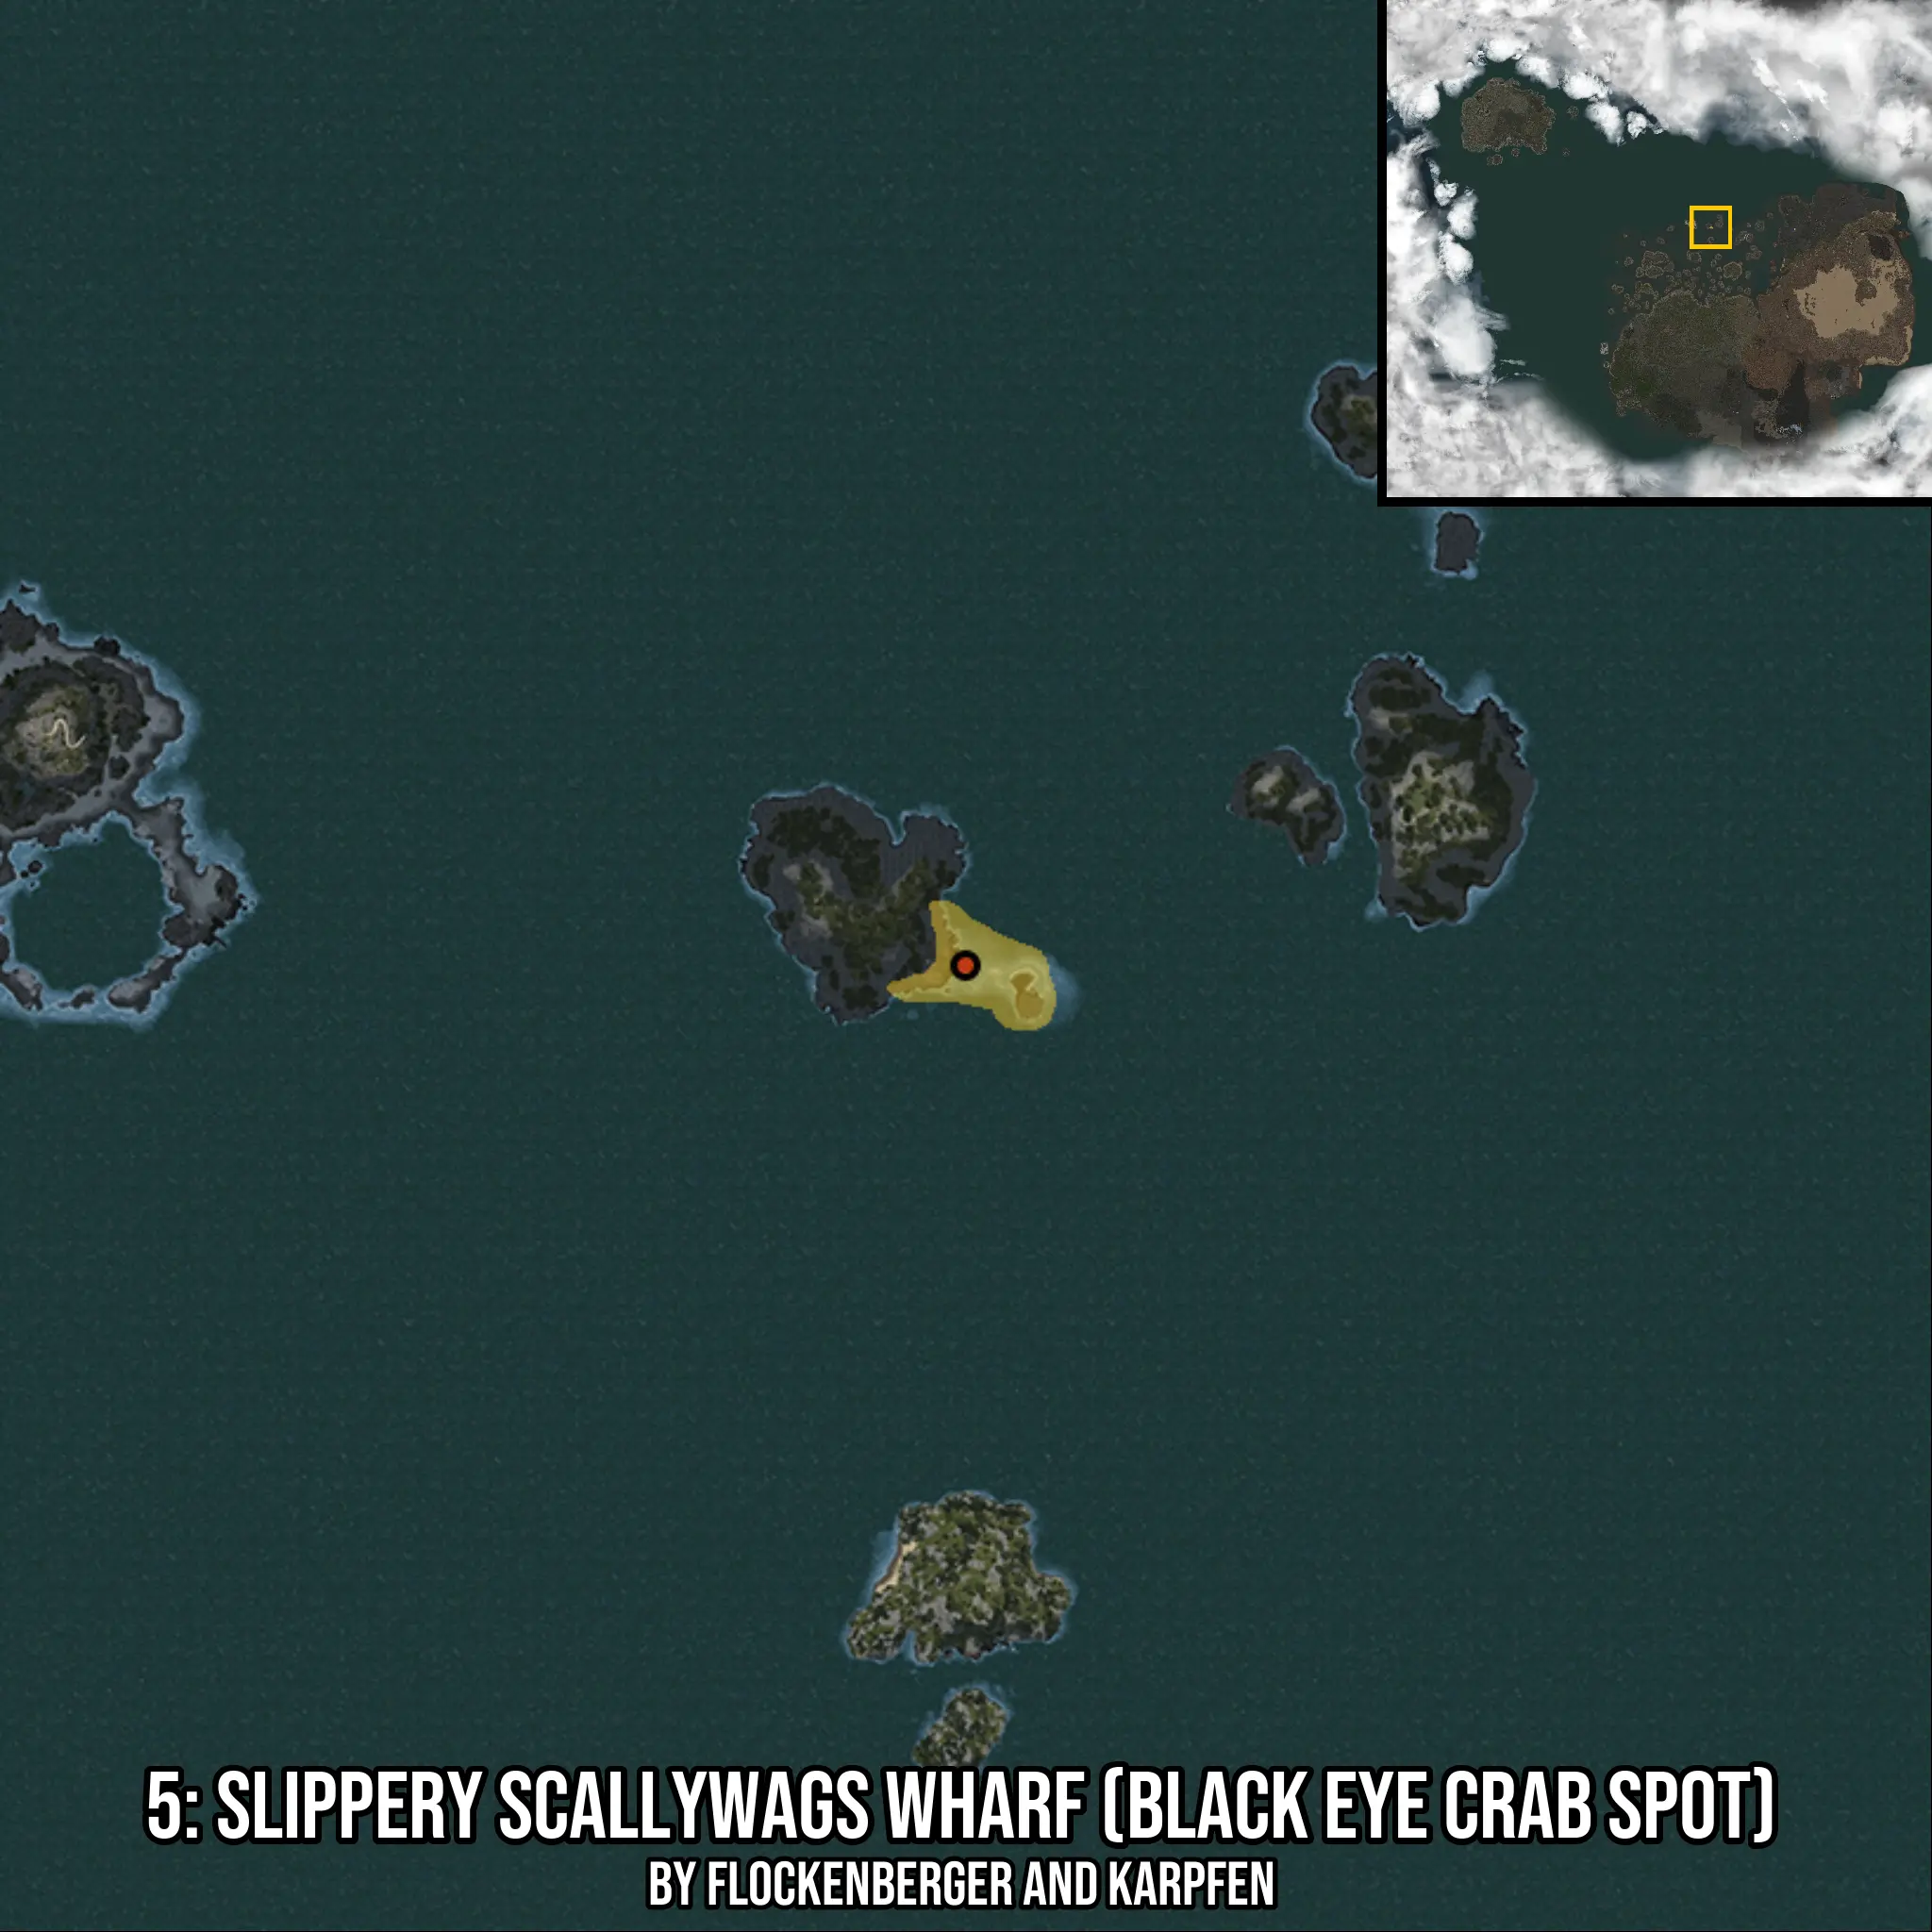 5: SLIPPERY SCALLYWAGS WHARF (BLACK EYE CRAB SPOT)
BY FLOCKENBERGER AND KARPFEN